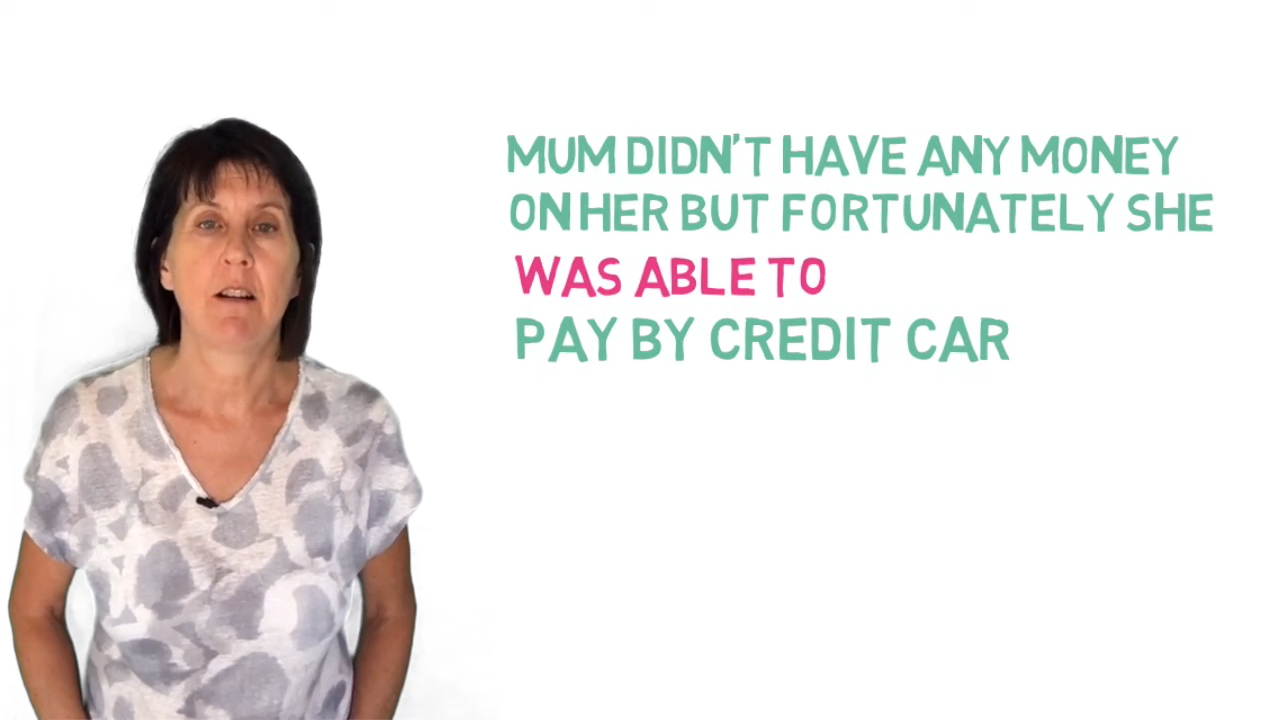 MUM DIDN'T HAVE ANY MONEY
ON HER BUT FORTUNATELY SHE
WAS ABLE TO
PAY BY CREDIT CAR